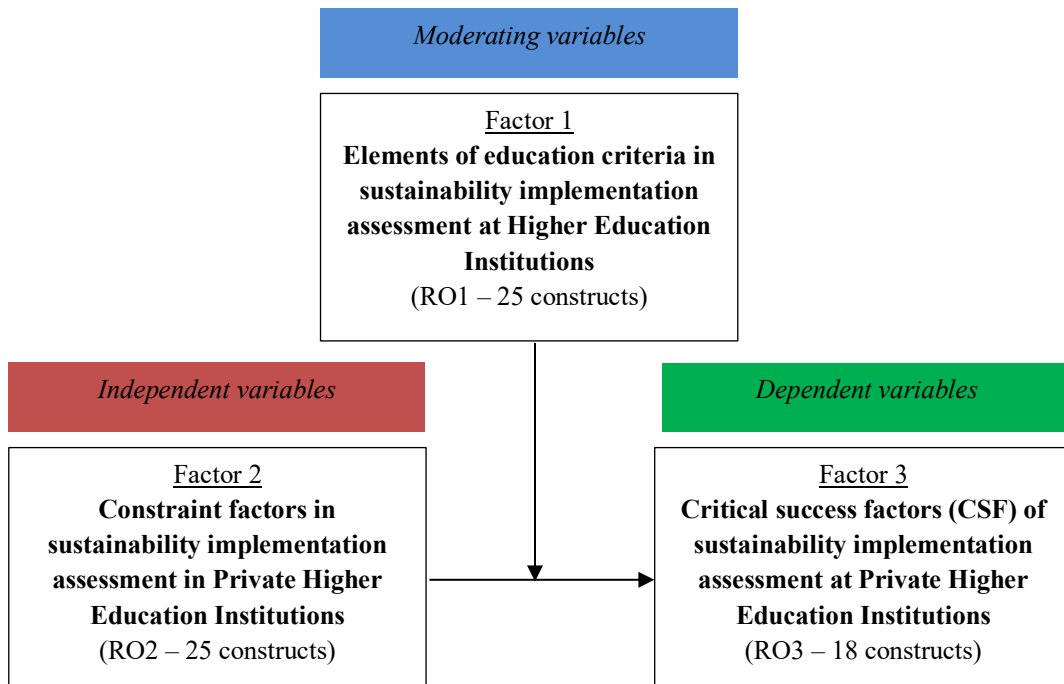 Moderating variables
Factor 1
Elements of education criteria in
sustainability implementation
assessment at Higher Education
Institutions
(RO1 – 25 constructs)
Independent variables
Factor 2
Constraint factors in
sustainability implementation
assessment in Private Higher
Education Institutions
(RO2 – 25 constructs)
Dependent variables
Factor 3
Critical success factors (CSF) of
sustainability implementation
assessment at Private Higher
Education Institutions
(RO3 – 18 constructs)